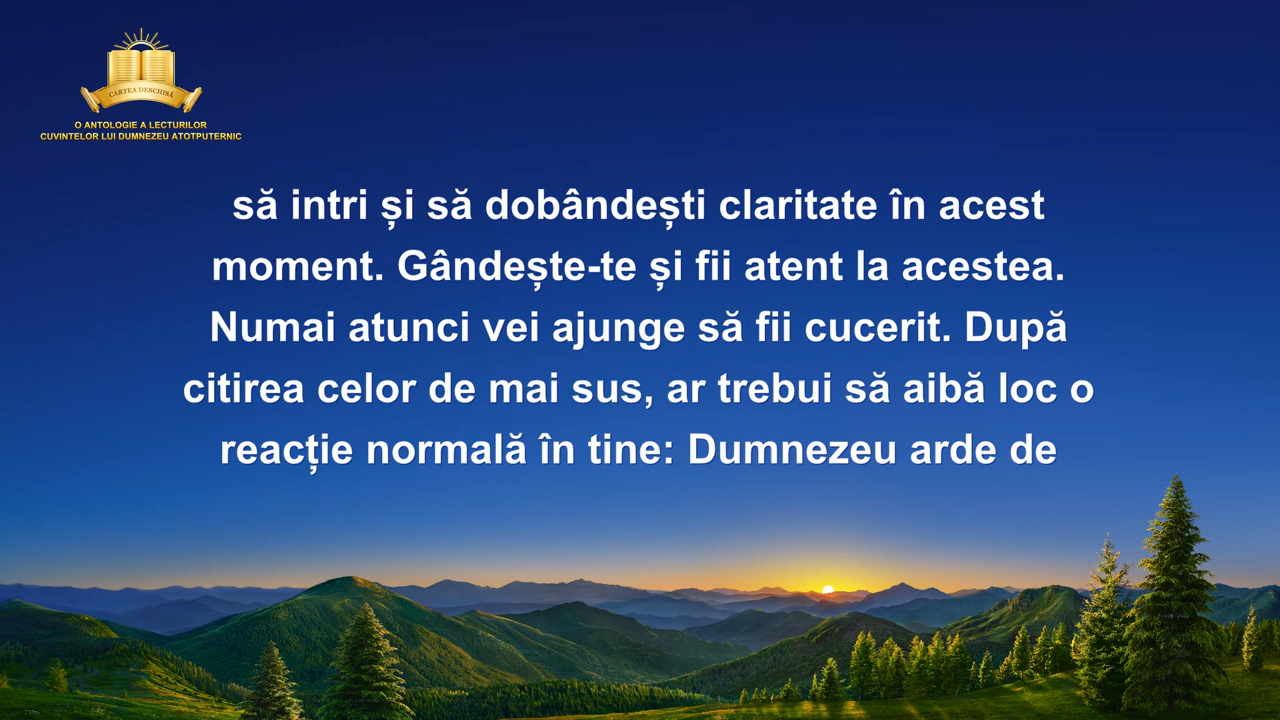 CARTEA DESCHISĂ
O ANTOLOGIE A LECTURILOR
CUVINTELOR LUI DUMNEZEU ATOTPUTERNIC
să intri și să dobândești claritate în acest
moment. Gândește-te și fii atent la acestea.
Numai atunci vei ajunge să fii cucerit. După
citirea celor de mai sus, ar trebui să aibă loc o
reacție normală în tine: Dumnezeu arde de